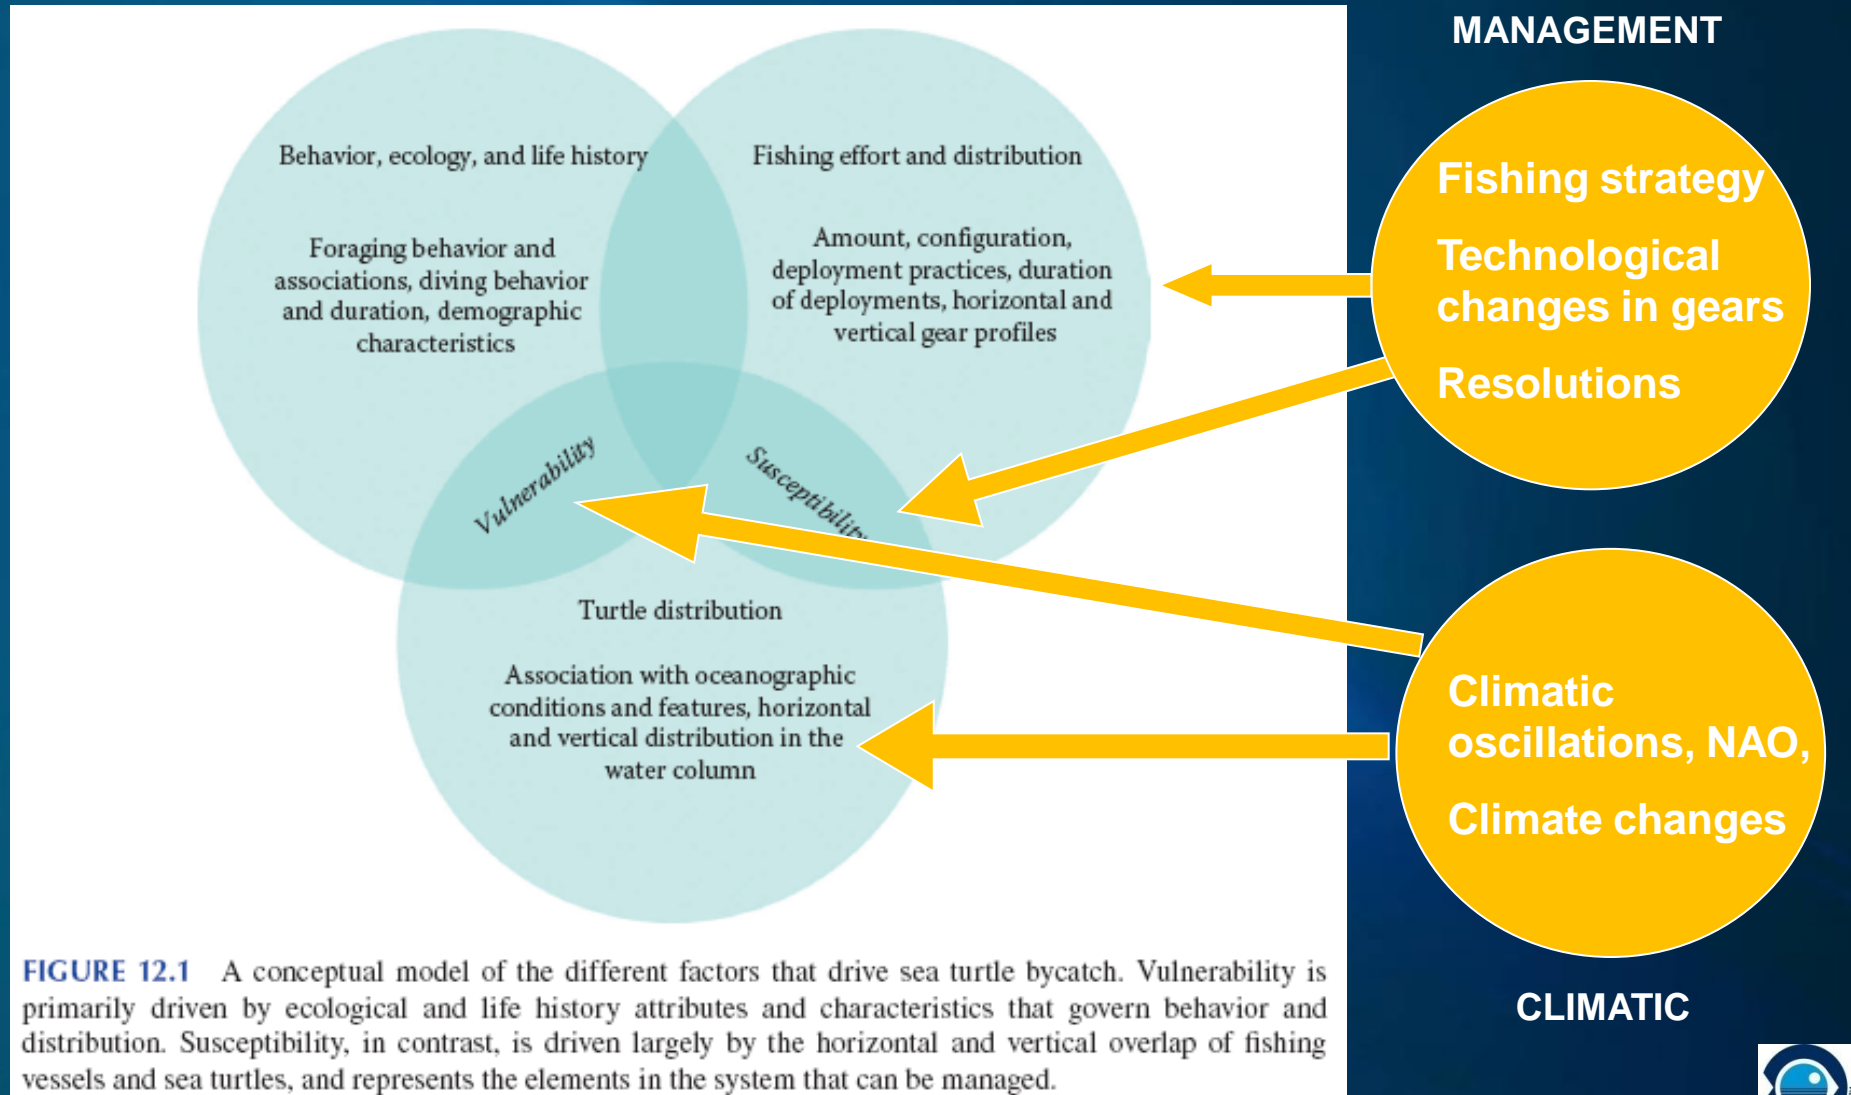 Behavior, ecology, and life history
Foraging behavior and
associations, diving behavior
and duration, demographic
characteristics
Fishing effort and distribution
Amount, configuration,
deployment practices, duration
of deployments, horizontal and
vertical gear profiles
Vulnerability
Susceptibility
Turtle distribution
Association with oceanographic
conditions and features, horizontal
and vertical distribution in the
water column
FIGURE 12.1 A conceptual model of the different factors that drive sea turtle bycatch. Vulnerability is
primarily driven by ecological and life history attributes and characteristics that govern behavior and
distribution. Susceptibility, in contrast, is driven largely by the horizontal and vertical overlap of fishing
vessels and sea turtles, and represents the elements in the system that can be managed.
MANAGEMENT
Fishing strategy
Technological
changes in gears
Resolutions
Climatic
oscillations, NAO,
Climate changes
CLIMATIC